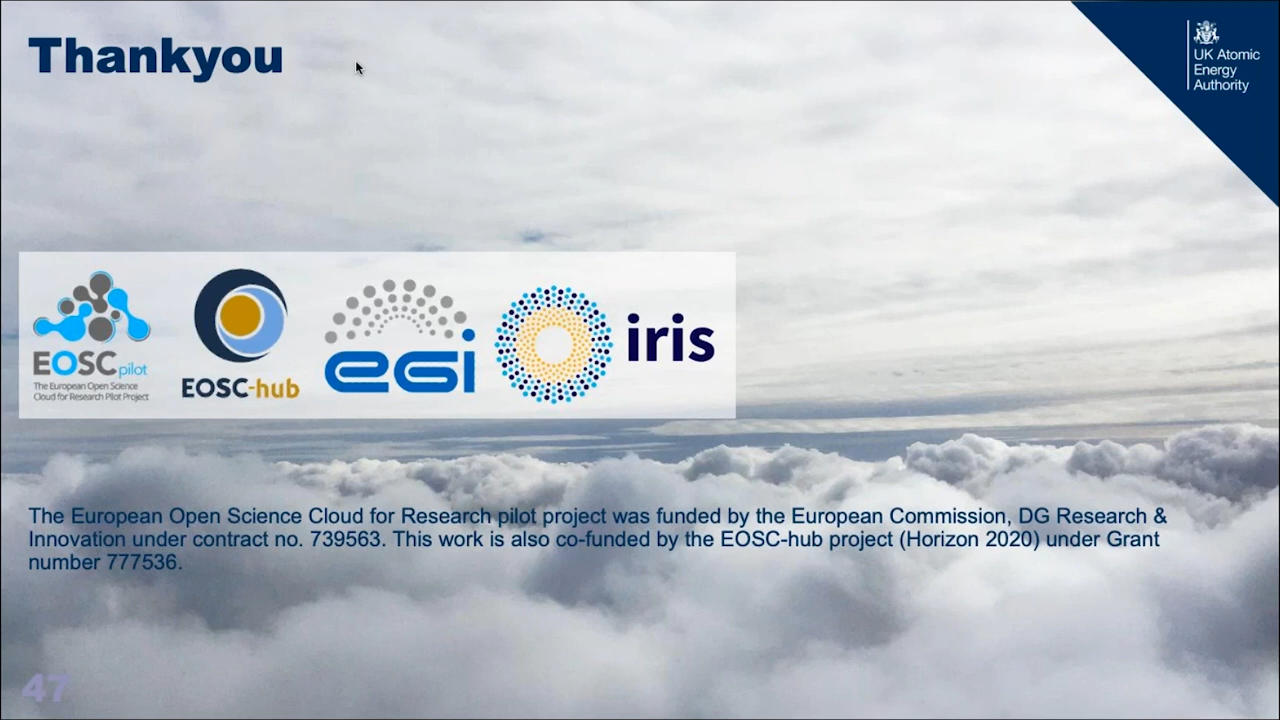 Thankyou
UK Atomic
Energy
Authority
EOSCpilot
The European Open Science
Cloud for Research Pilot Project
EOSC-hub
egi
iris
The European Open Science Cloud for Research pilot project was funded by the European Commission, DG Research &
Innovation under contract no. 739563. This work is also co-funded by the EOSC-hub project (Horizon 2020) under Grant
number 777536.
47